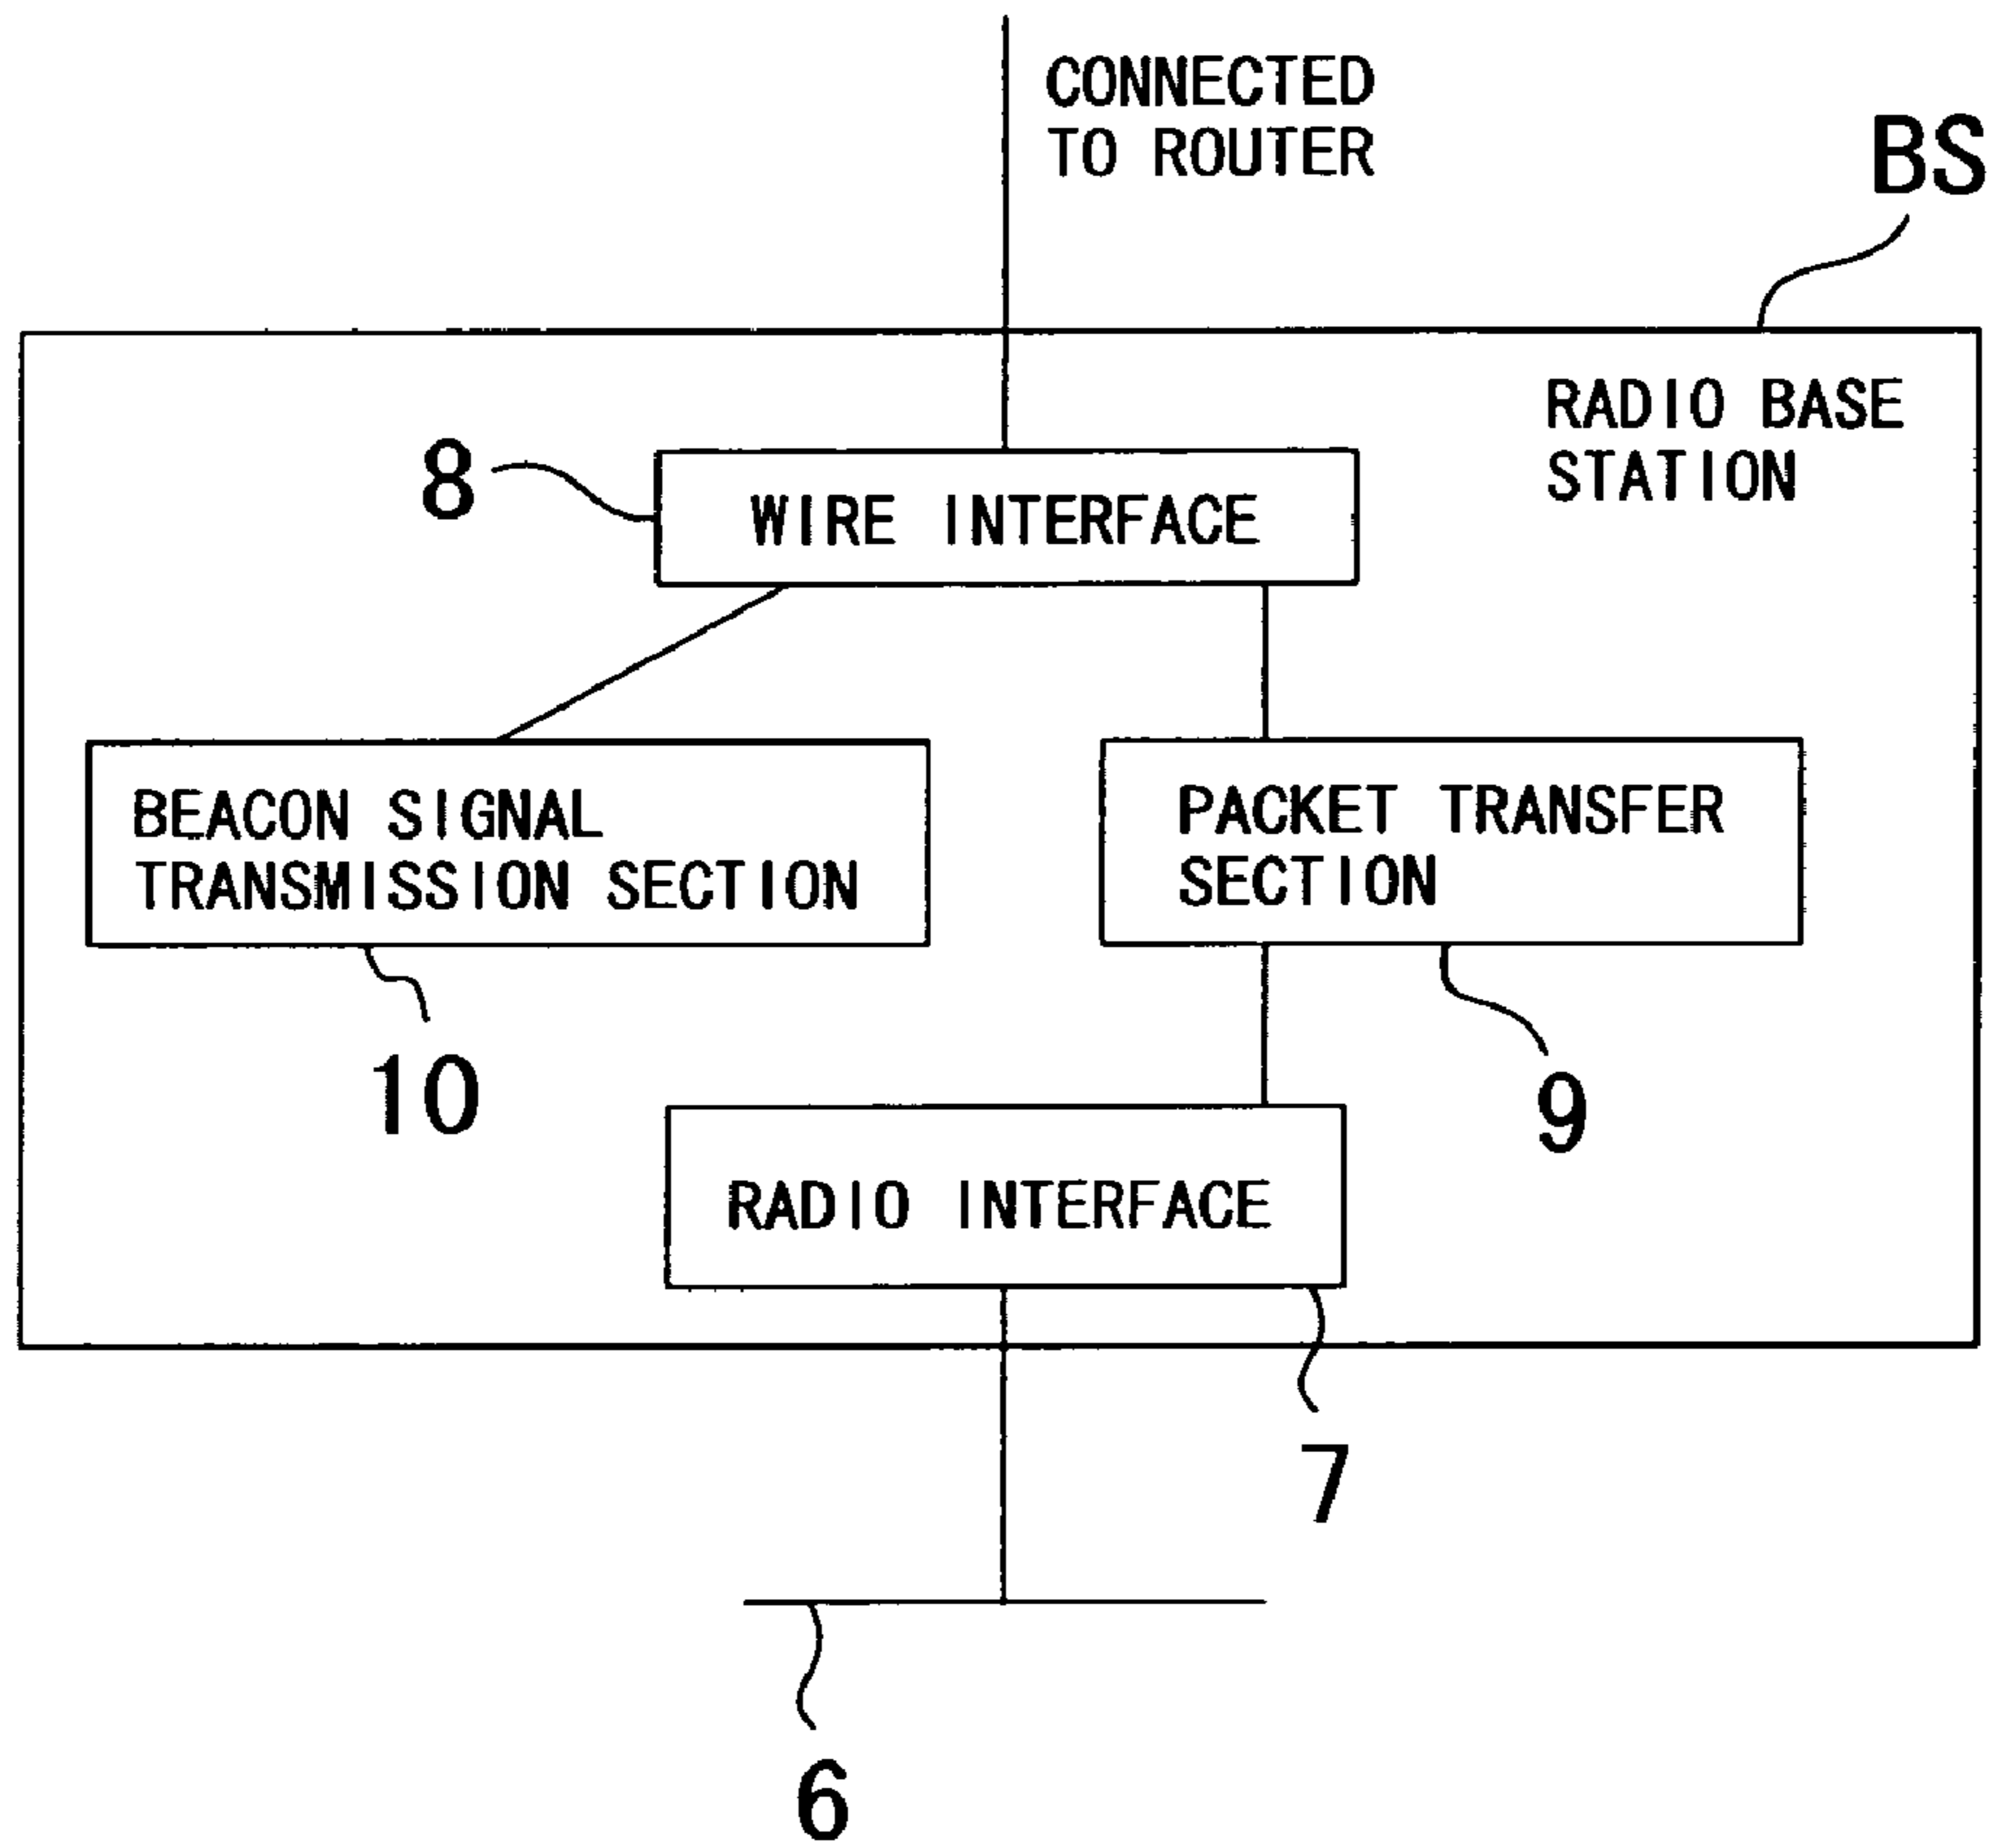 CONNECTED
TO ROUTER
BS
RADIO BASE
STATION
8
WIRE INTERFACE
BEACON SIGNAL
TRANSMISSION SECTION
PACKET TRANSFER
SECTION
10
9
RADIO INTERFACE
7
6